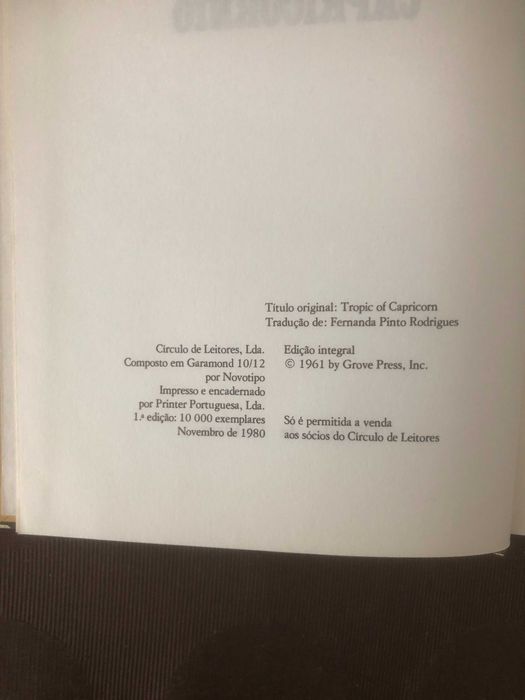 Título original: Tropic of Capricorn
Tradução de: Fernanda Pinto Rodrigues
Círculo de Leitores, Lda.
Composto em Garamond 10/12
por Novotipo
Impresso e encadernado
por Printer Portuguesa, Lda.
1.ª edição: 10 000 exemplares
Novembro de 1980
Edição integral
© 1961 by Grove Press, Inc.
Só é permitida a venda
aos sócios do Círculo de Leitores